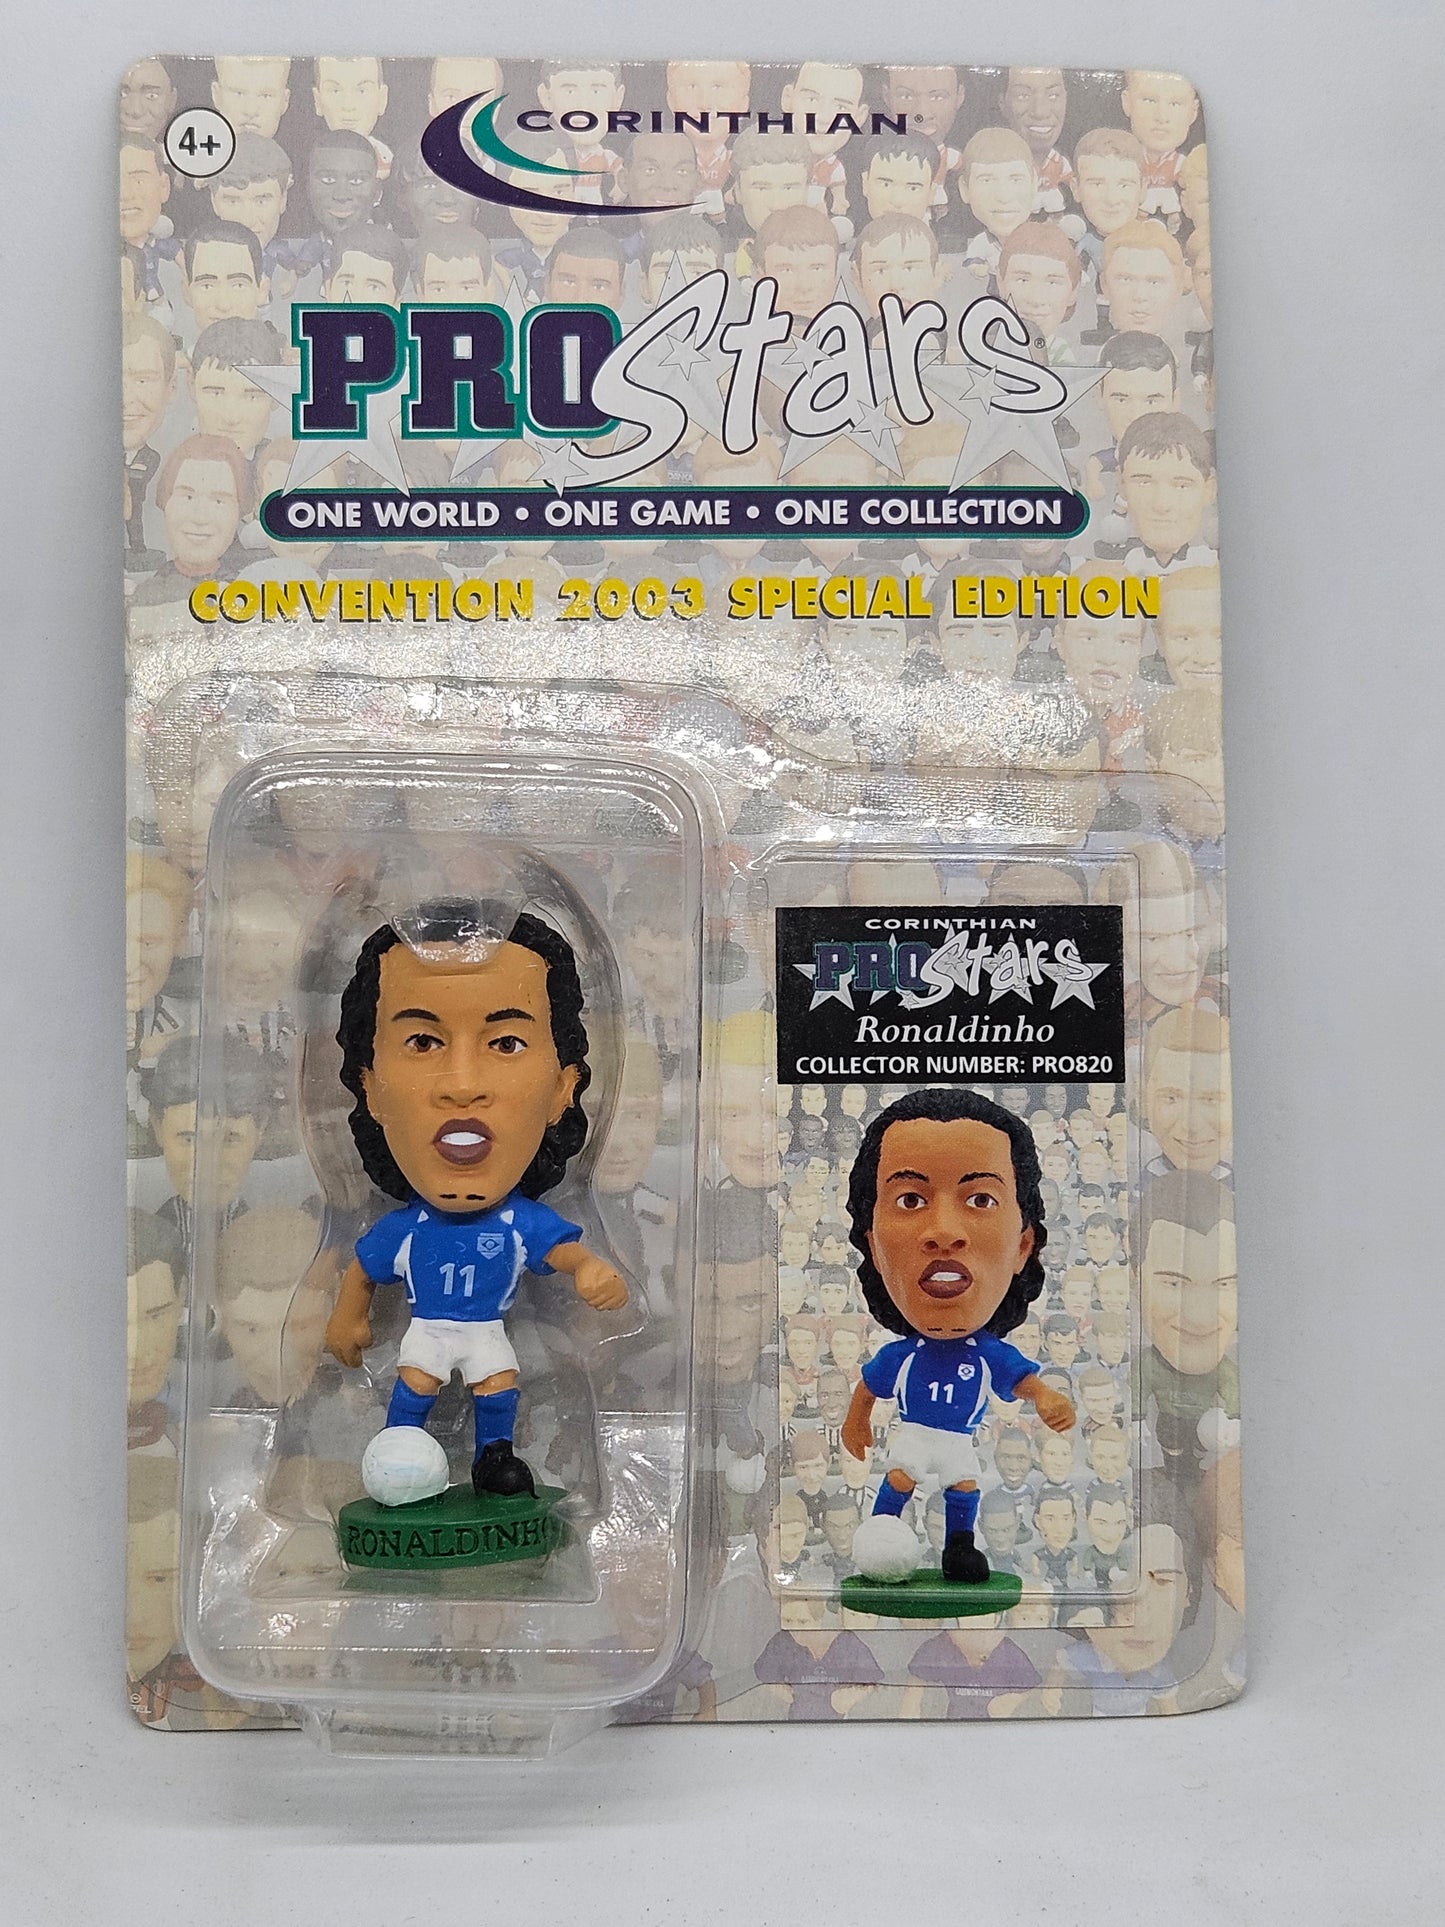 4+
CORINTHIAN®
PROStars®
ONE WORLD • ONE GAME • ONE COLLECTION
CONVENTION 2003 SPECIAL EDITION
CORINTHIAN
PROStars
Ronaldinho
COLLECTOR NUMBER: PRO820
11
11
RONALDINHO